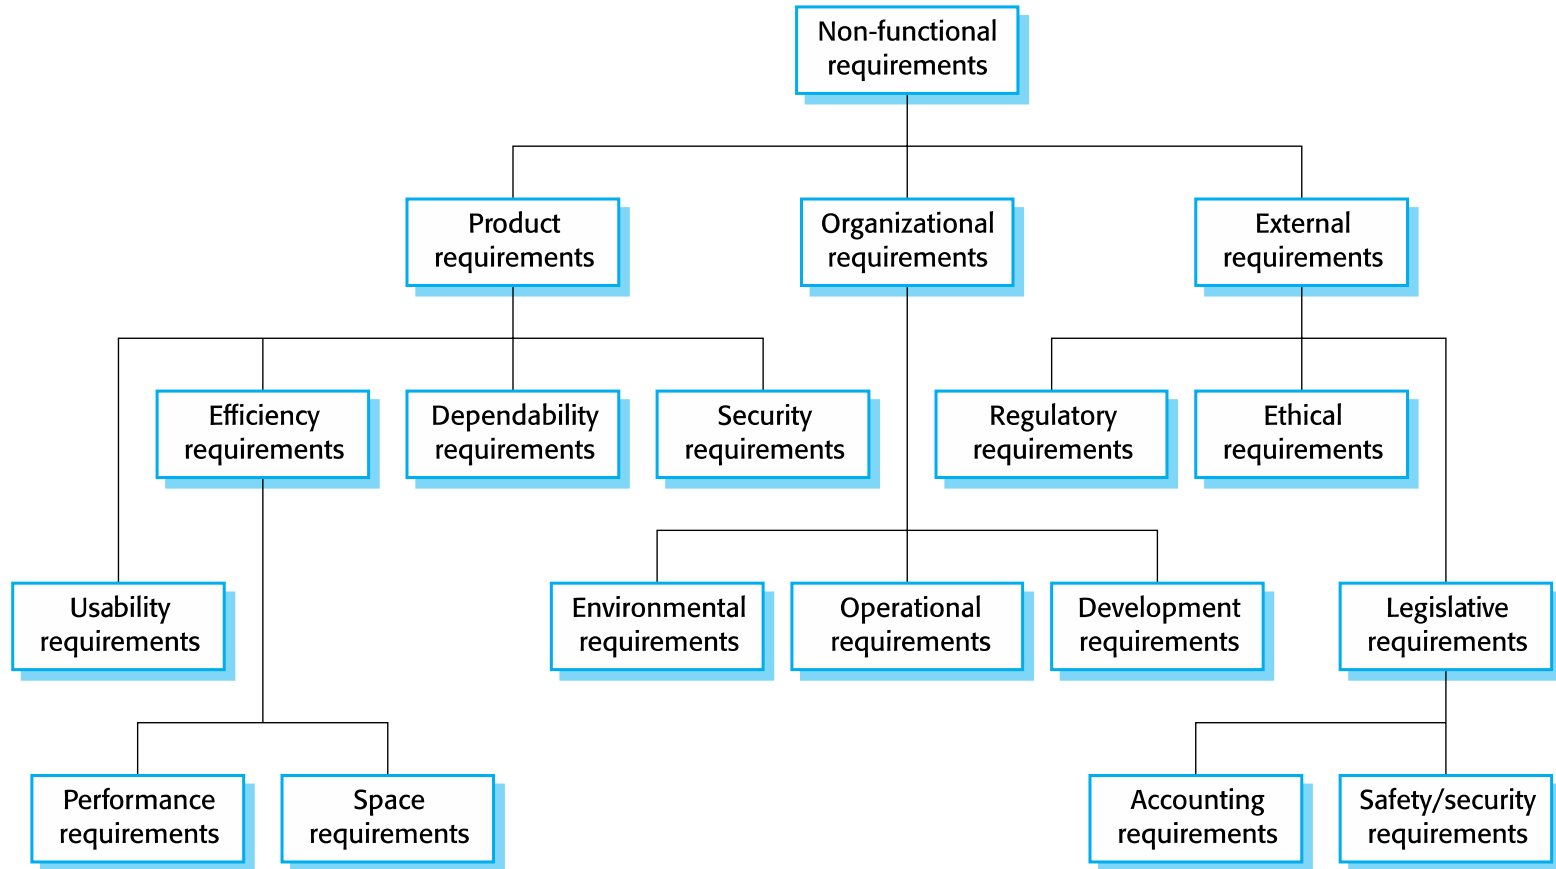 Non-functional
requirements
Product
requirements
Organizational
requirements
External
requirements
Efficiency
requirements
Dependability
requirements
Security
requirements
Regulatory
requirements
Ethical
requirements
Usability
requirements
Environmental
requirements
Operational
requirements
Development
requirements
Legislative
requirements
Performance
requirements
Space
requirements
Accounting
requirements
Safety/security
requirements